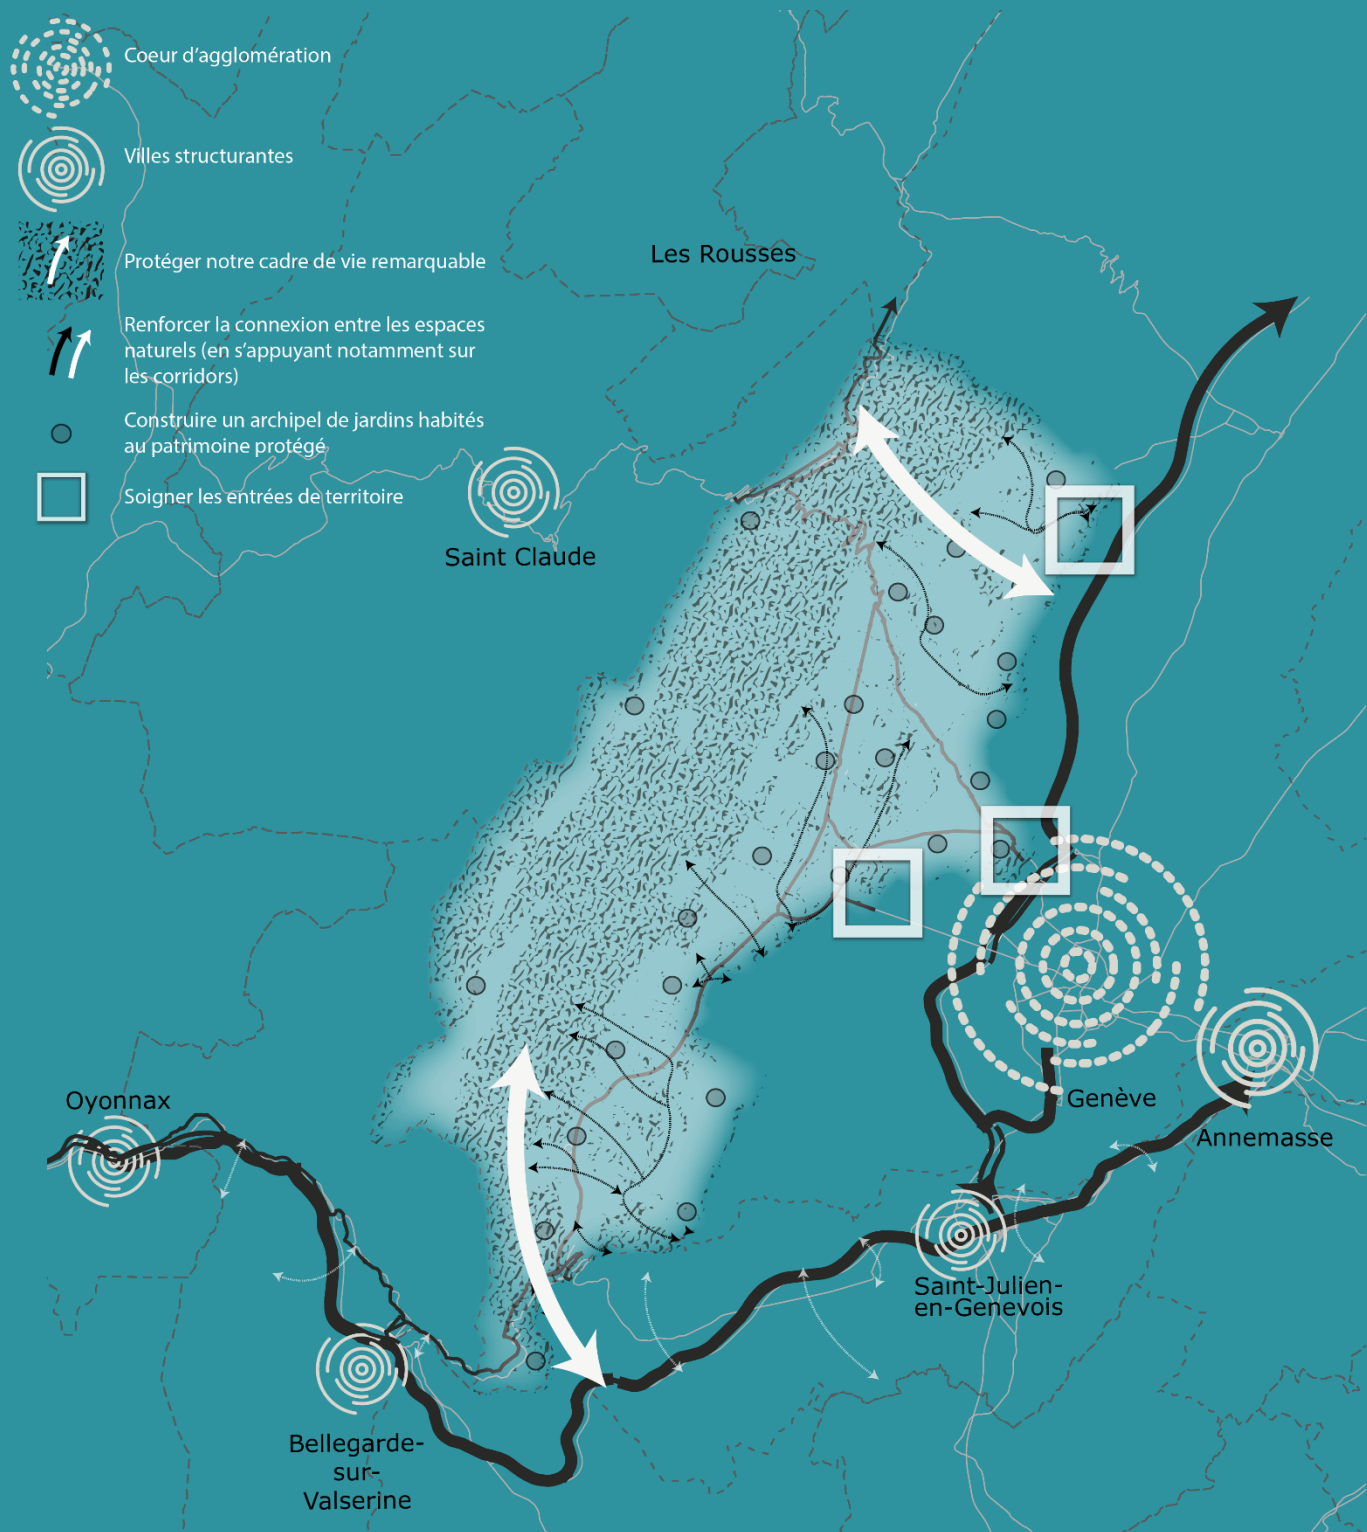 Coeur d’agglomération
Villes structurantes
Protéger notre cadre de vie remarquable
Renforcer la connexion entre les espaces
naturels (en s’appuyant notamment sur
les corridors)
Construire un archipel de jardins habités
au patrimoine protégé
Soigner les entrées de territoire
Les Rousses
Saint Claude
Oyonnax
Genève
Annemasse
Saint-Julien-
en-Genevois
Bellegarde-
sur-
Valserine